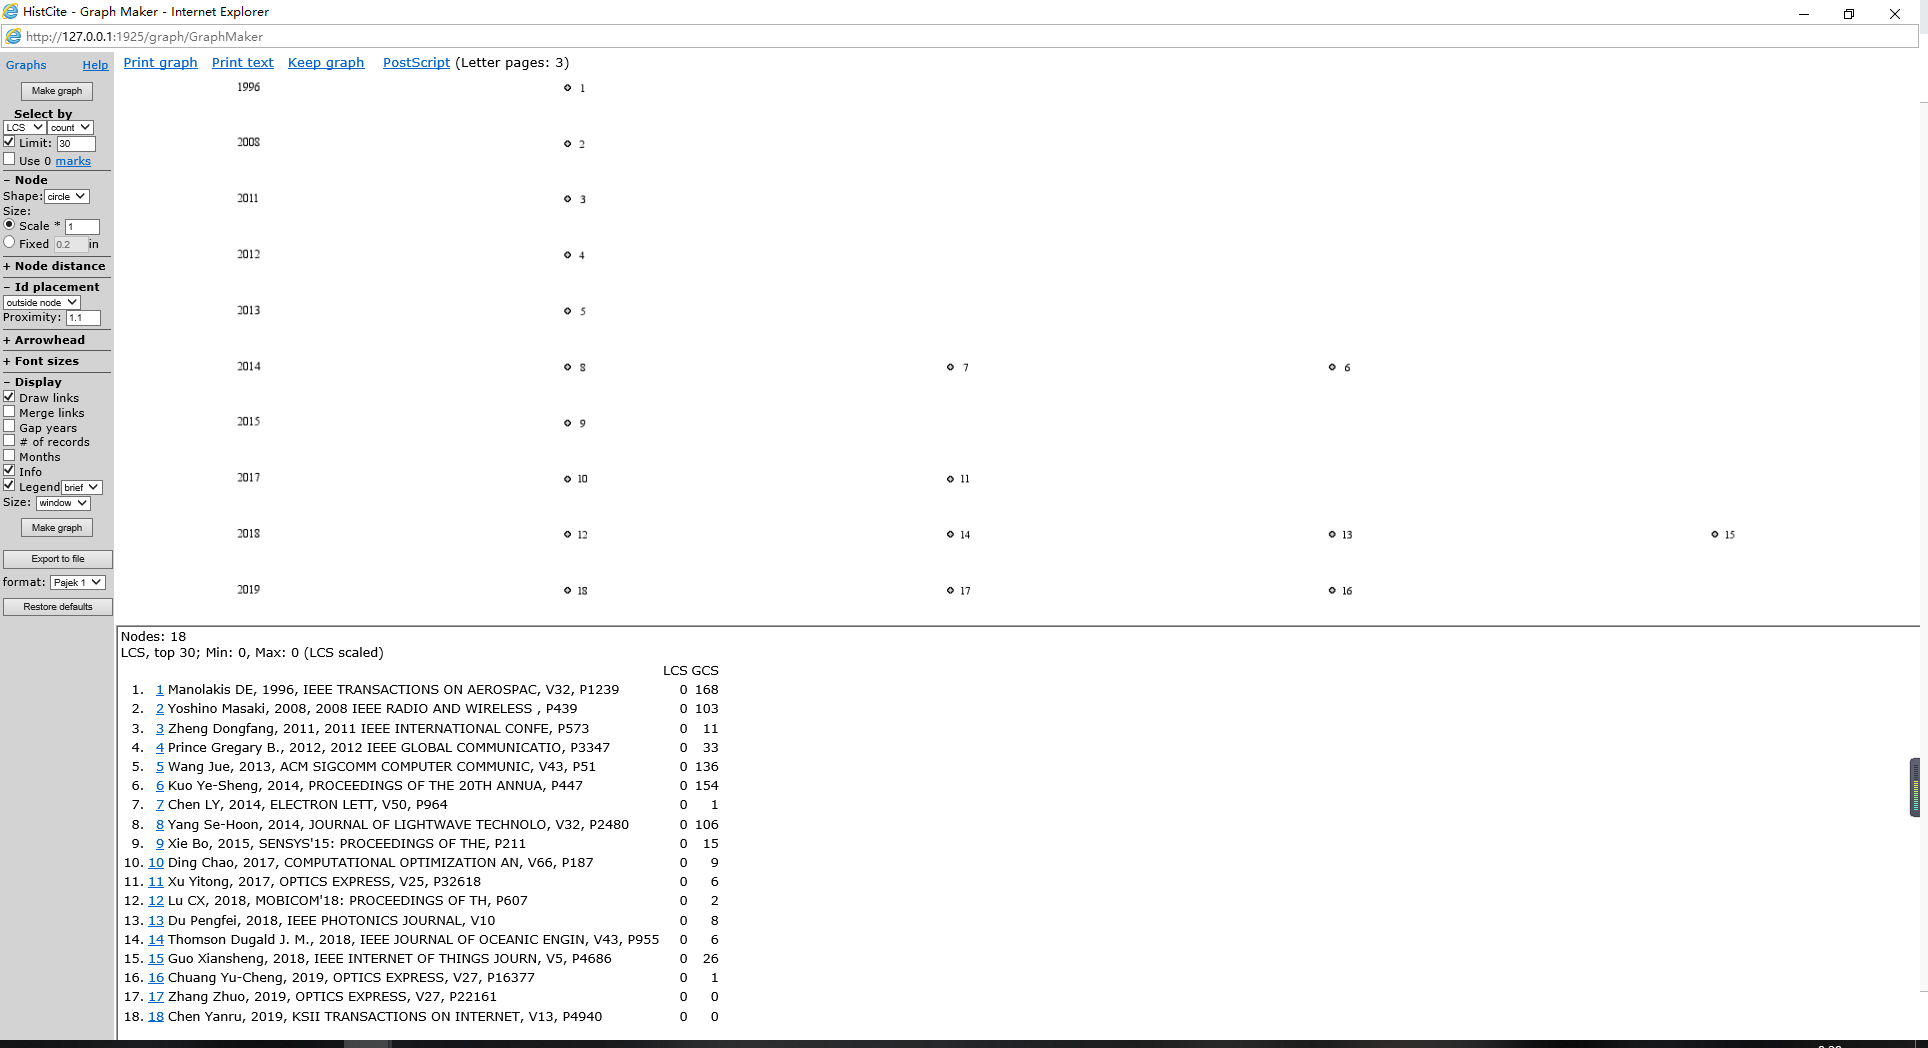 HistCite - Graph Maker - Internet Explorer
http://127.0.0.1:1925/graph/GraphMaker
Graphs Help
Make graph
Select by
LCS count
Limit: 30
Use 0 marks
– Node
Shape: circle
Size:
Scale * 1
Fixed 0.2 in
+ Node distance
– Id placement
outside node
Proximity: 1.1
+ Arrowhead
+ Font sizes
– Display
Draw links
Merge links
Gap years
# of records
Months
Info
Legend brief
Size: window
Make graph
Export to file
format: Pajek 1
Restore defaults
Print graph Print text Keep graph PostScript (Letter pages: 3)
1996 1
2008 2
2011 3
2012 4
2013 5
2014 8 7 6
2015 9
2017 10 11
2018 12 14 13 15
2019 18 17 16
Nodes: 18
LCS, top 30; Min: 0, Max: 0 (LCS scaled)
LCS GCS
1. 1 Manolakis DE, 1996, IEEE TRANSACTIONS ON AEROSPAC, V32, P1239 0 168
2. 2 Yoshino Masaki, 2008, 2008 IEEE RADIO AND WIRELESS , P439 0 103
3. 3 Zheng Dongfang, 2011, 2011 IEEE INTERNATIONAL CONFE, P573 0 11
4. 4 Prince Gregary B., 2012, 2012 IEEE GLOBAL COMMUNICATIO, P3347 0 33
5. 5 Wang Jue, 2013, ACM SIGCOMM COMPUTER COMMUNIC, V43, P51 0 136
6. 6 Kuo Ye-Sheng, 2014, PROCEEDINGS OF THE 20TH ANNUA, P447 0 154
7. 7 Chen LY, 2014, ELECTRON LETT, V50, P964 0 1
8. 8 Yang Se-Hoon, 2014, JOURNAL OF LIGHTWAVE TECHNOLO, V32, P2480 0 106
9. 9 Xie Bo, 2015, SENSYS'15: PROCEEDINGS OF THE, P211 0 15
10. 10 Ding Chao, 2017, COMPUTATIONAL OPTIMIZATION AN, V66, P187 0 9
11. 11 Xu Yitong, 2017, OPTICS EXPRESS, V25, P32618 0 6
12. 12 Lu CX, 2018, MOBICOM'18: PROCEEDINGS OF TH, P607 0 2
13. 13 Du Pengfei, 2018, IEEE PHOTONICS JOURNAL, V10 0 8
14. 14 Thomson Dugald J. M., 2018, IEEE JOURNAL OF OCEANIC ENGIN, V43, P955 0 6
15. 15 Guo Xiansheng, 2018, IEEE INTERNET OF THINGS JOURN, V5, P4686 0 26
16. 16 Chuang Yu-Cheng, 2019, OPTICS EXPRESS, V27, P16377 0 1
17. 17 Zhang Zhuo, 2019, OPTICS EXPRESS, V27, P22161 0 0
18. 18 Chen Yanru, 2019, KSII TRANSACTIONS ON INTERNET, V13, P4940 0 0